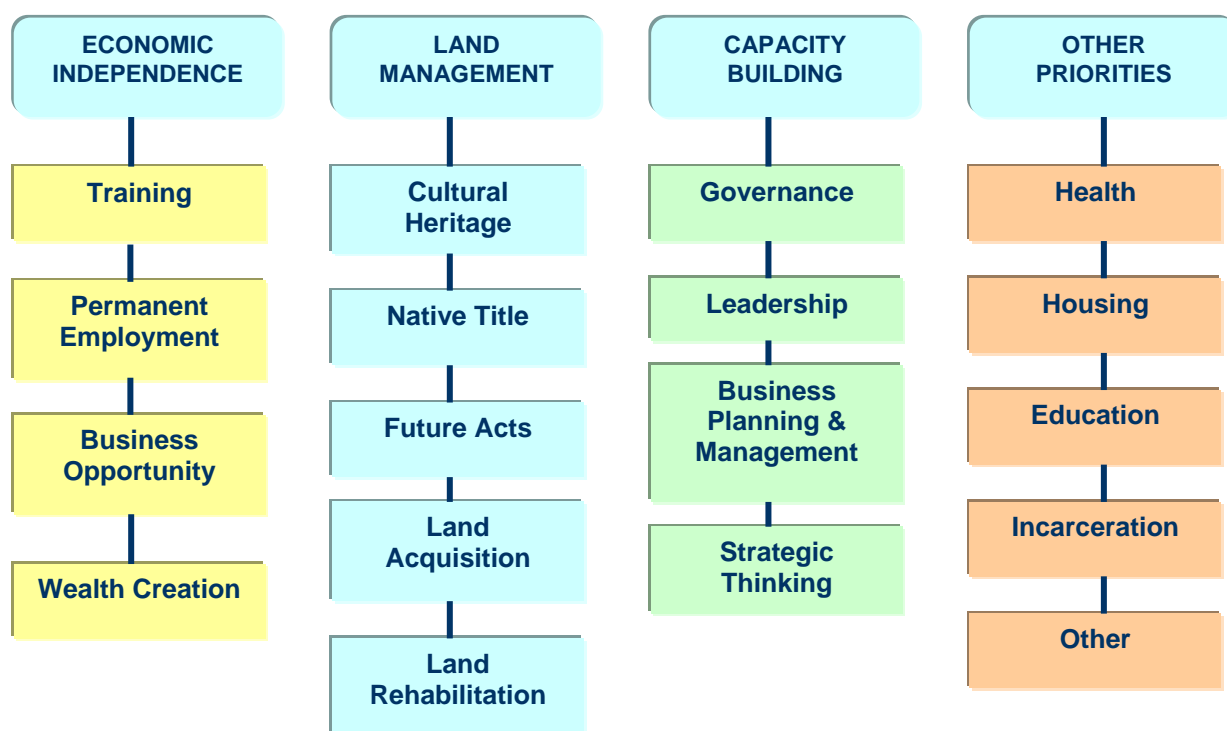 ECONOMIC
INDEPENDENCE
Training
Permanent
Employment
Business
Opportunity
Wealth Creation
LAND
MANAGEMENT
Cultural
Heritage
Native Title
Future Acts
Land
Acquisition
Land
Rehabilitation
CAPACITY
BUILDING
Governance
Leadership
Business
Planning &
Management
Strategic
Thinking
OTHER
PRIORITIES
Health
Housing
Education
Incarceration
Other